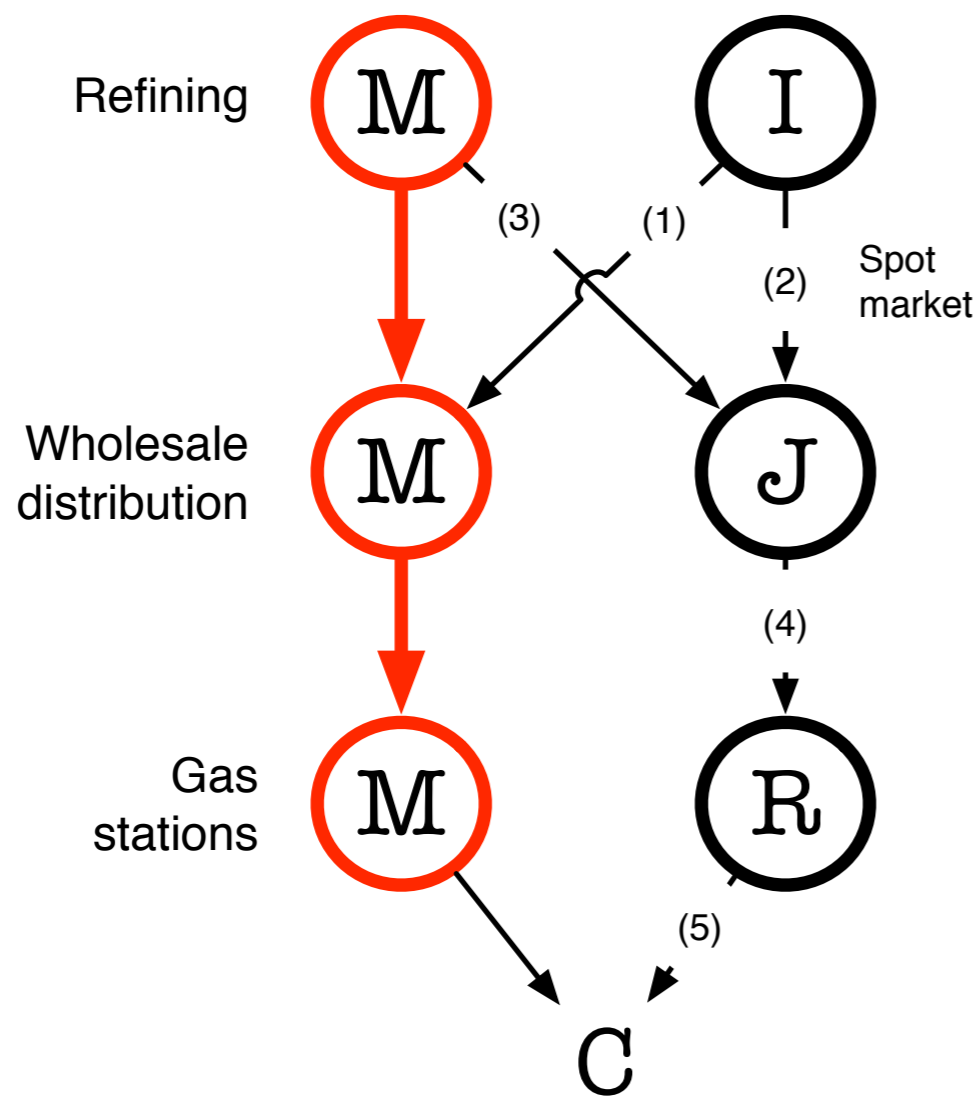 Refining
M
I
(3)
(1)
(2)
Spot
market
Wholesale
distribution
M
J
(4)
Gas
stations
M
R
(5)
C